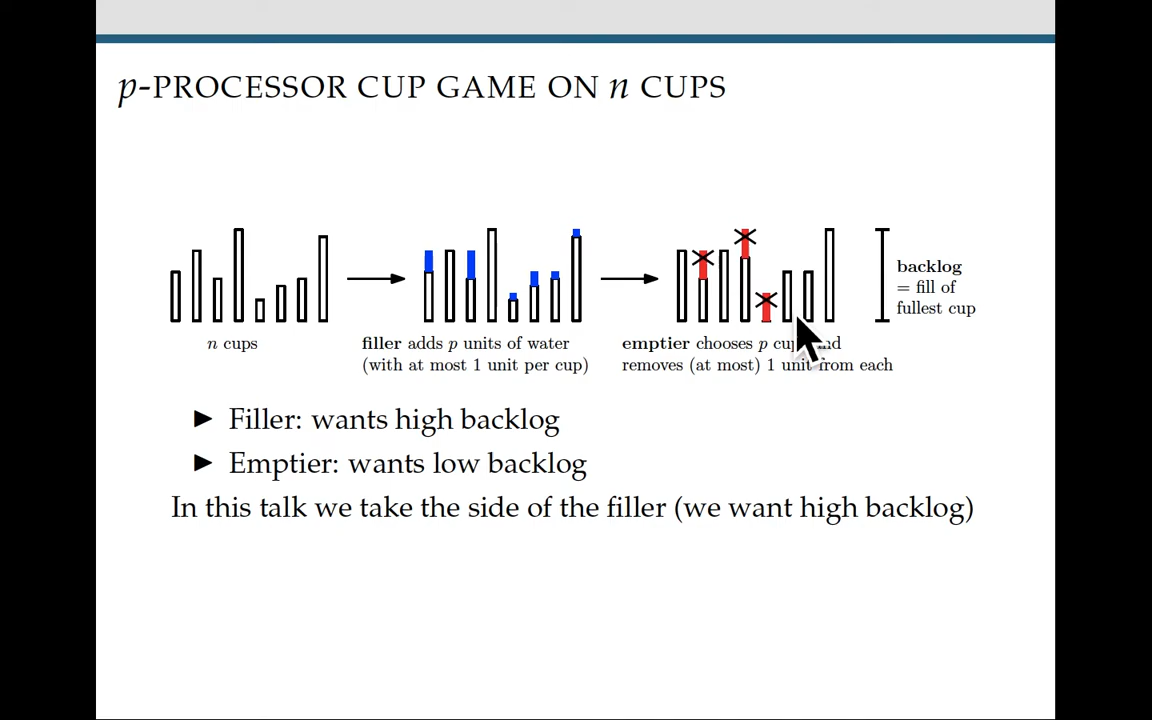 p-PROCESSOR CUP GAME ON n CUPS
n cups
filler adds p units of water
(with at most 1 unit per cup)
emptier chooses p
removes (at most) 1 unit from each
backlog
= fill of
fullest cup
► Filler: wants high backlog
► Emptier: wants low backlog
In this talk we take the side of the filler (we want high backlog)